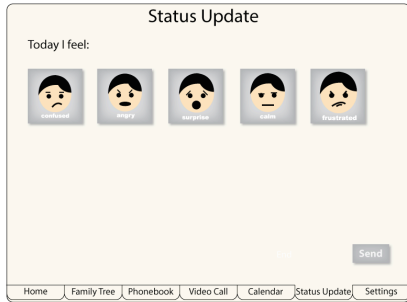 Status Update
Today I feel:
confused angry surprise calm frustrated
Send
Home Family Tree Phonebook Video Call Calendar Status Update Settings